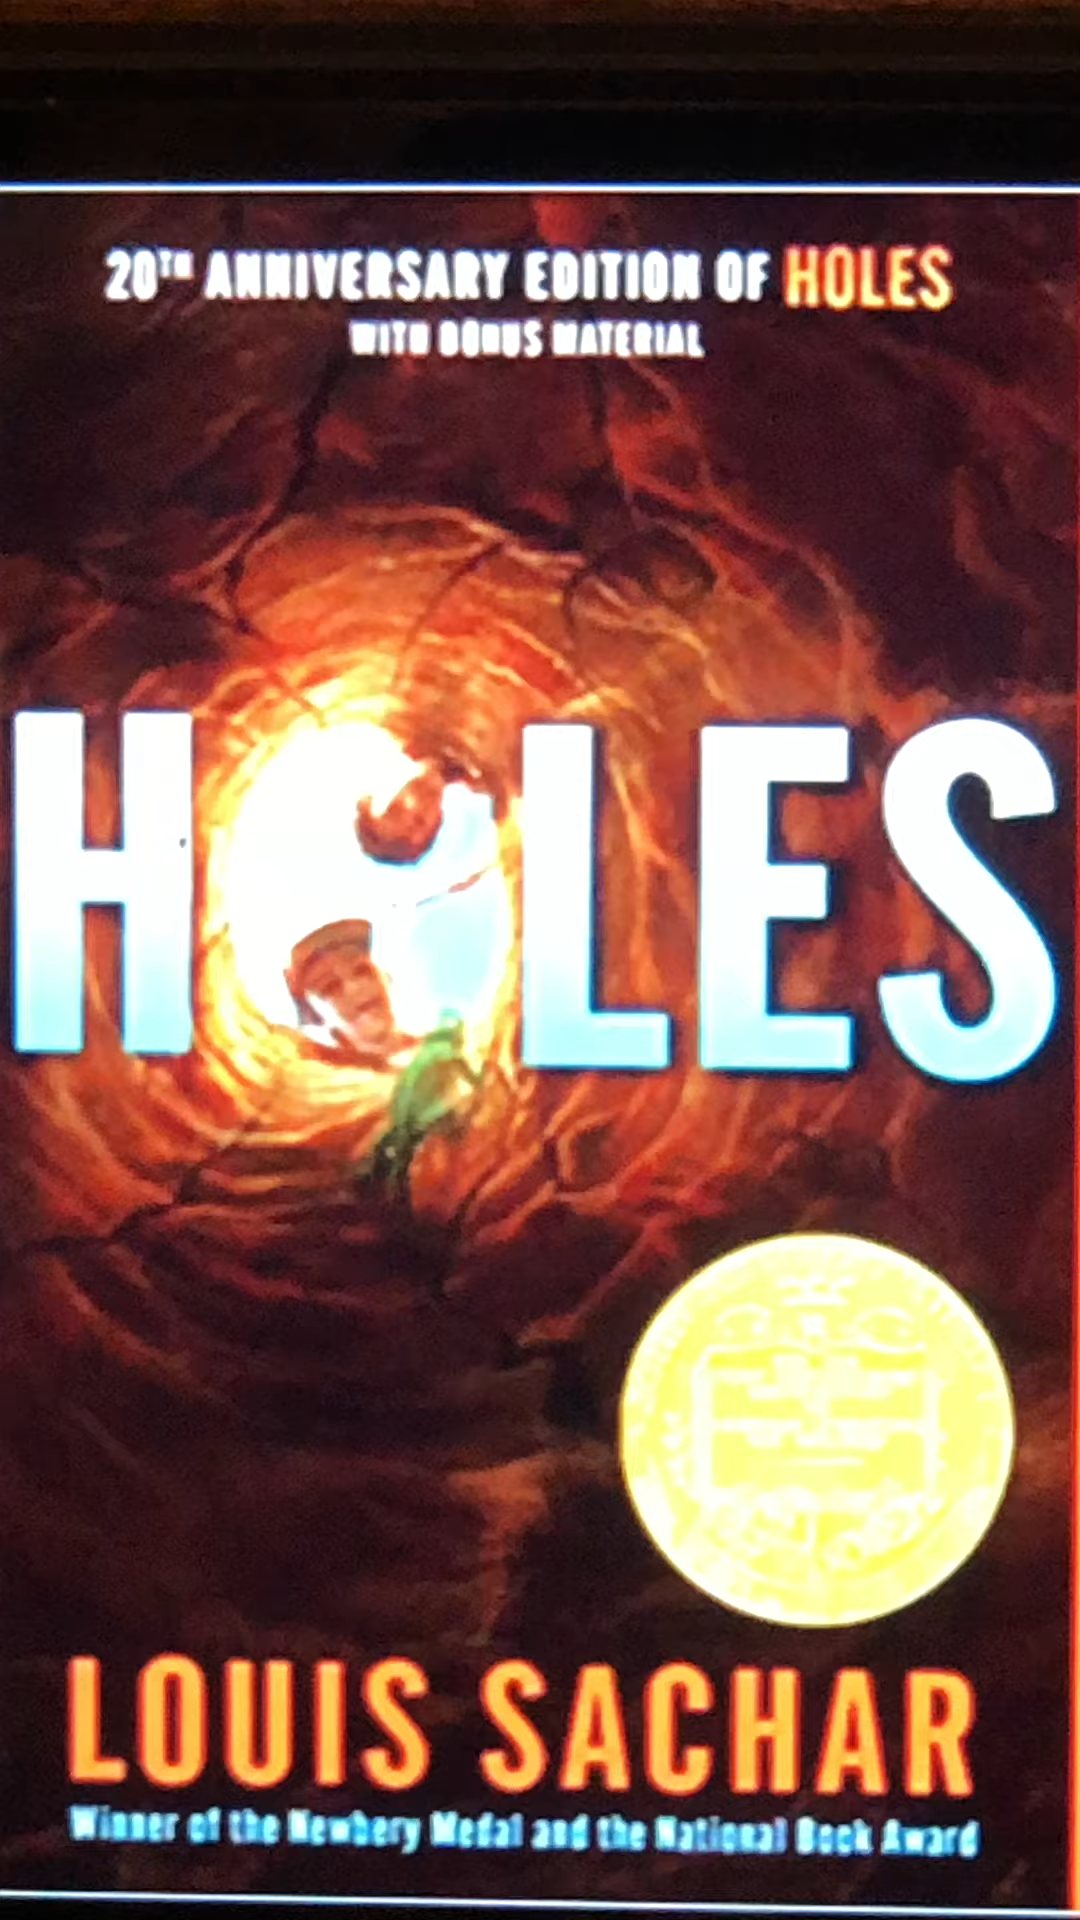 20TH ANNIVERSARY EDITION OF HOLES
WITH BONUS MATERIAL
HOLES
LOUIS SACHAR
Winner of the Newbery Medal and the National Book Award